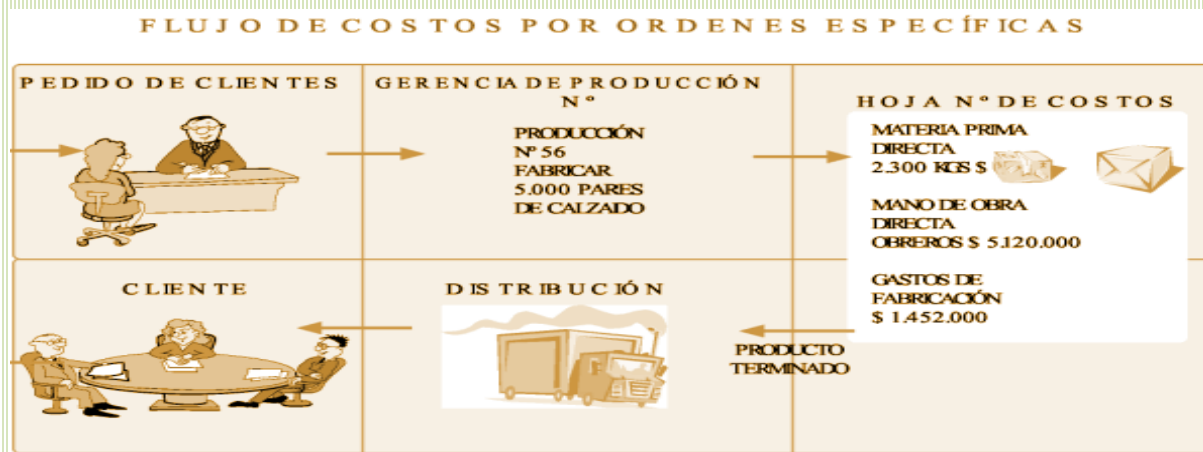 FLUJO DE COSTOS POR ORDENES ESPECÍFICAS
PEDIDO DE CLIENTES
GERENCIA DE PRODUCCIÓN
Nº
PRODUCCIÓN
Nº 56
FABRICAR
5.000 PARES
DE CALZADO
HOJA Nº DE COSTOS
MATERIA PRIMA
DIRECTA
2.300 KGS $
MANO DE OBRA
DIRECTA
OBREROS $ 5.120.000
GASTOS DE
FABRICACIÓN
$ 1.452.000
PRODUCTO
TERMINADO
DISTRIBUCIÓN
CLIENTE